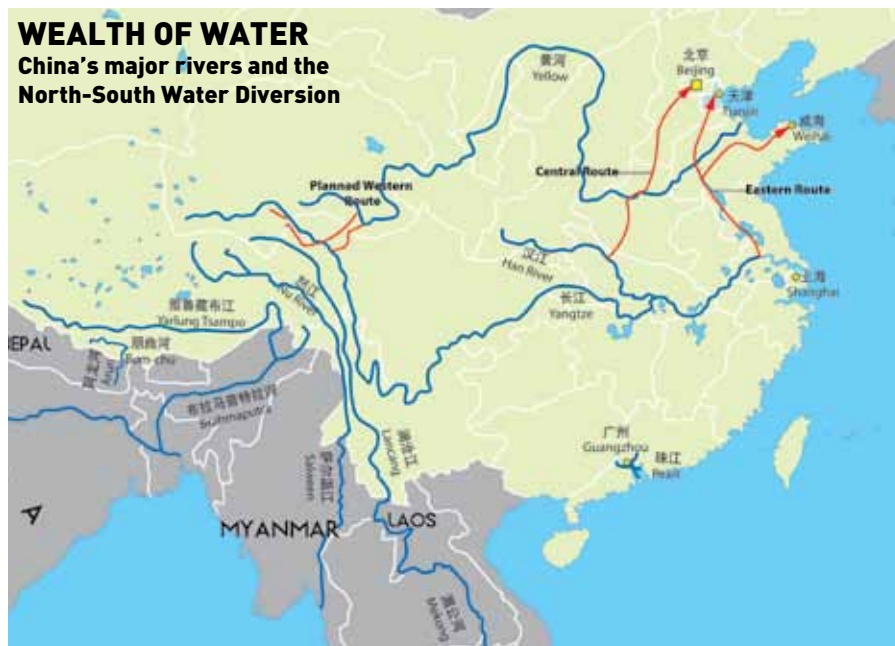 WEALTH OF WATER
China's major rivers and the
North-South Water Diversion
黄河
Yellow
北京
Beijing
天津
Tianjin
威海
Weihai
Central Route
Eastern Route
Planned Western
Route
汉江
Han River
长江
Yangtze
上海
Shanghai
怒江
Nu River
雅鲁藏布江
Yarlung Tsampo
朋曲河
Bum-chu
EPAL
Arun
布拉马普特拉河
Brahmaputra
澜沧江
Lancang
萨尔温江
Salween
广州
Guangzhou
珠江
Pearl
MYANMAR
LAOS
湄公河
Mekong
A